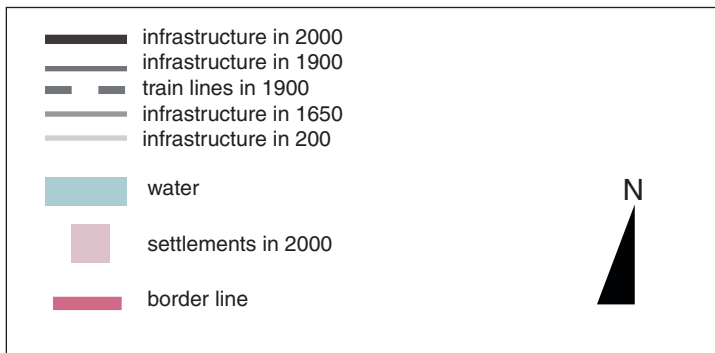 infrastructure in 2000
infrastructure in 1900
train lines in 1900
infrastructure in 1650
infrastructure in 200
water
N
settlements in 2000
border line